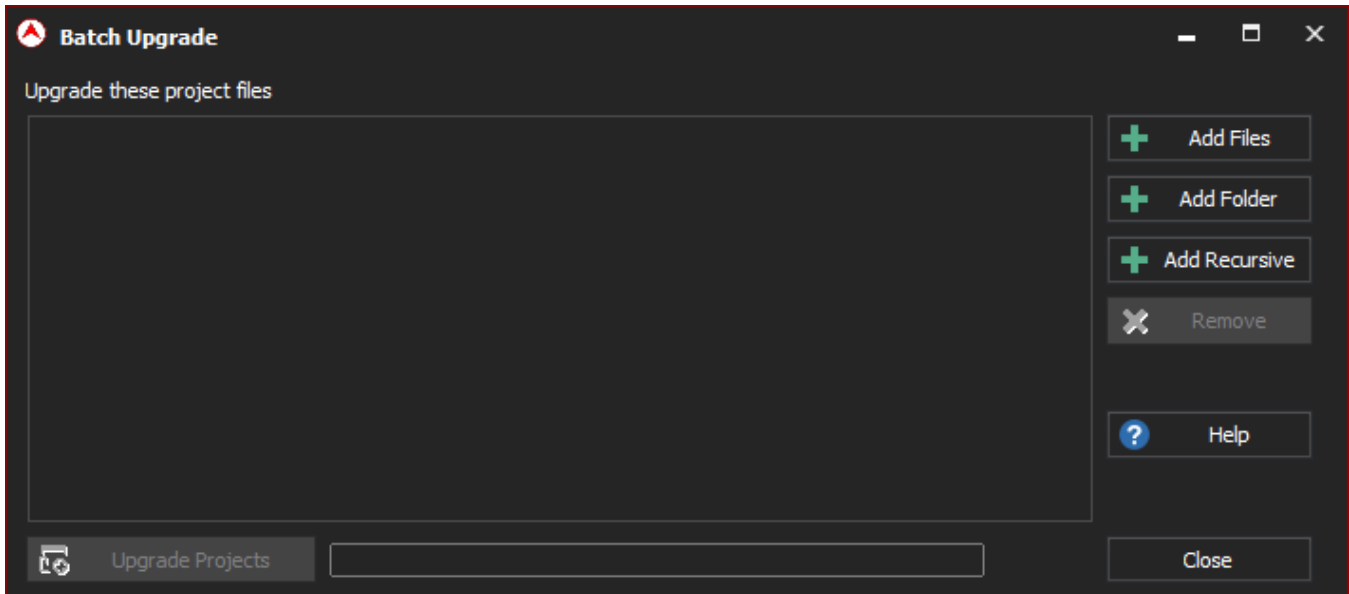 Batch Upgrade
Upgrade these project files
Add Files
Add Folder
Add Recursive
Remove
Help
Upgrade Projects
Close